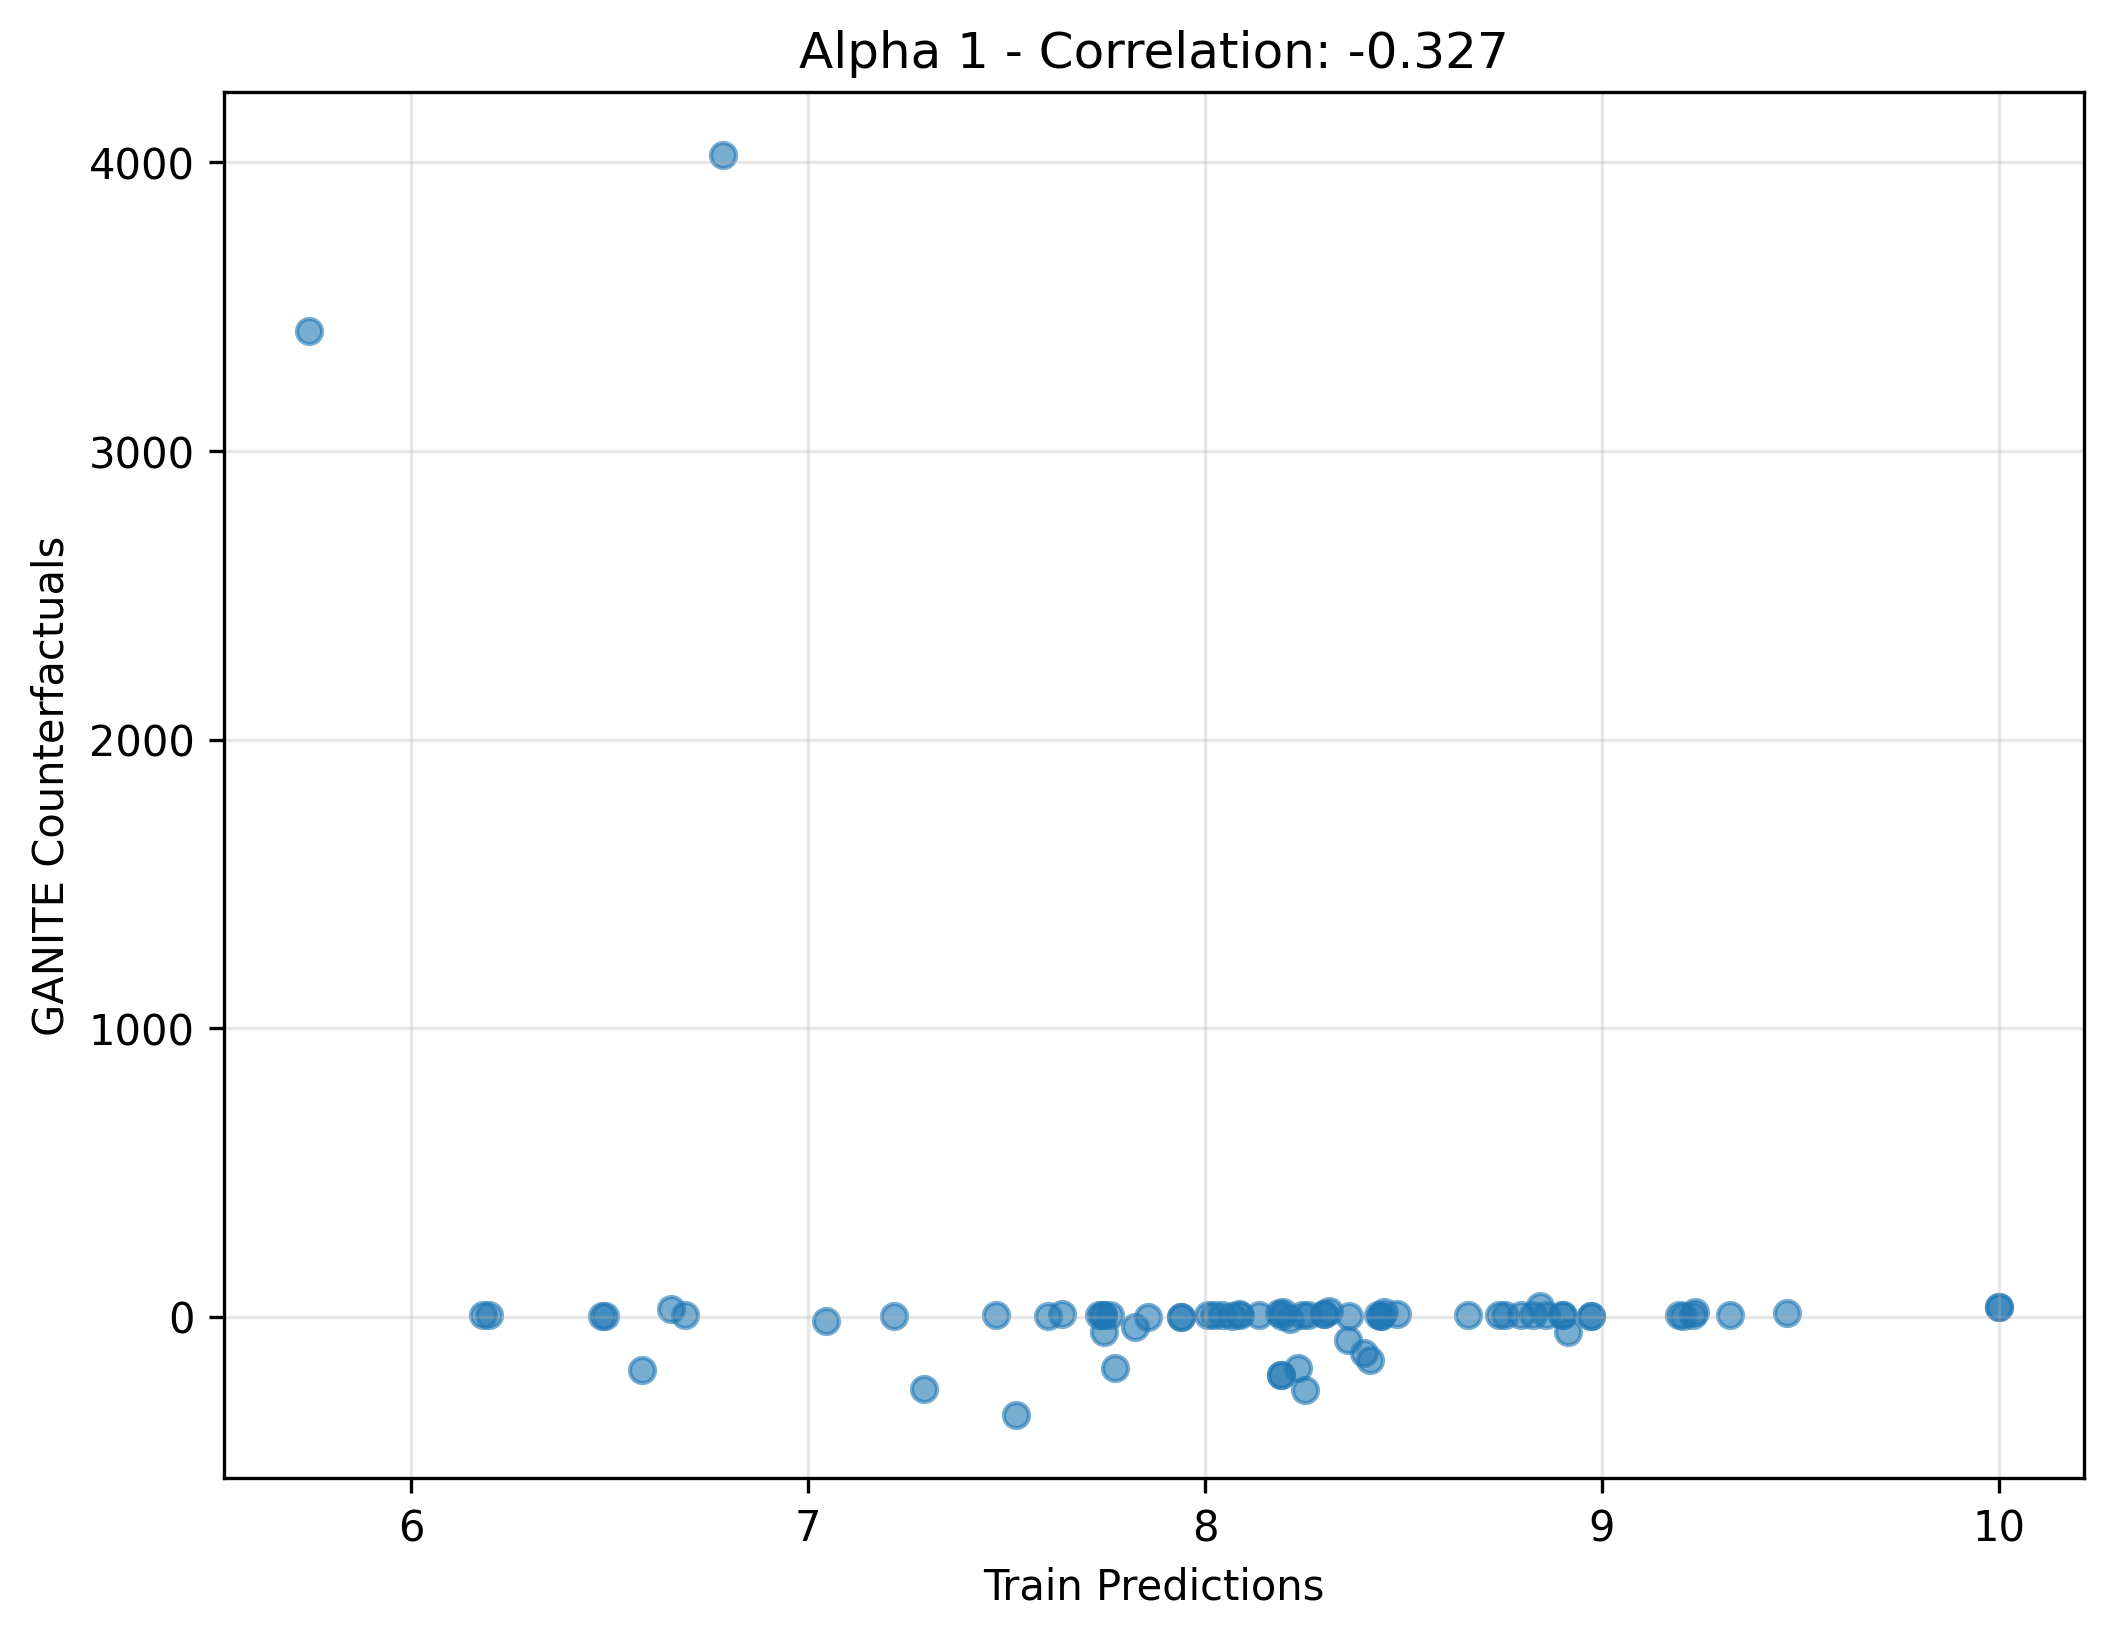 Alpha 1 - Correlation: -0.327
4000
3000
2000
1000
0
GANITE Counterfactuals
6 7 8 9 10
Train Predictions